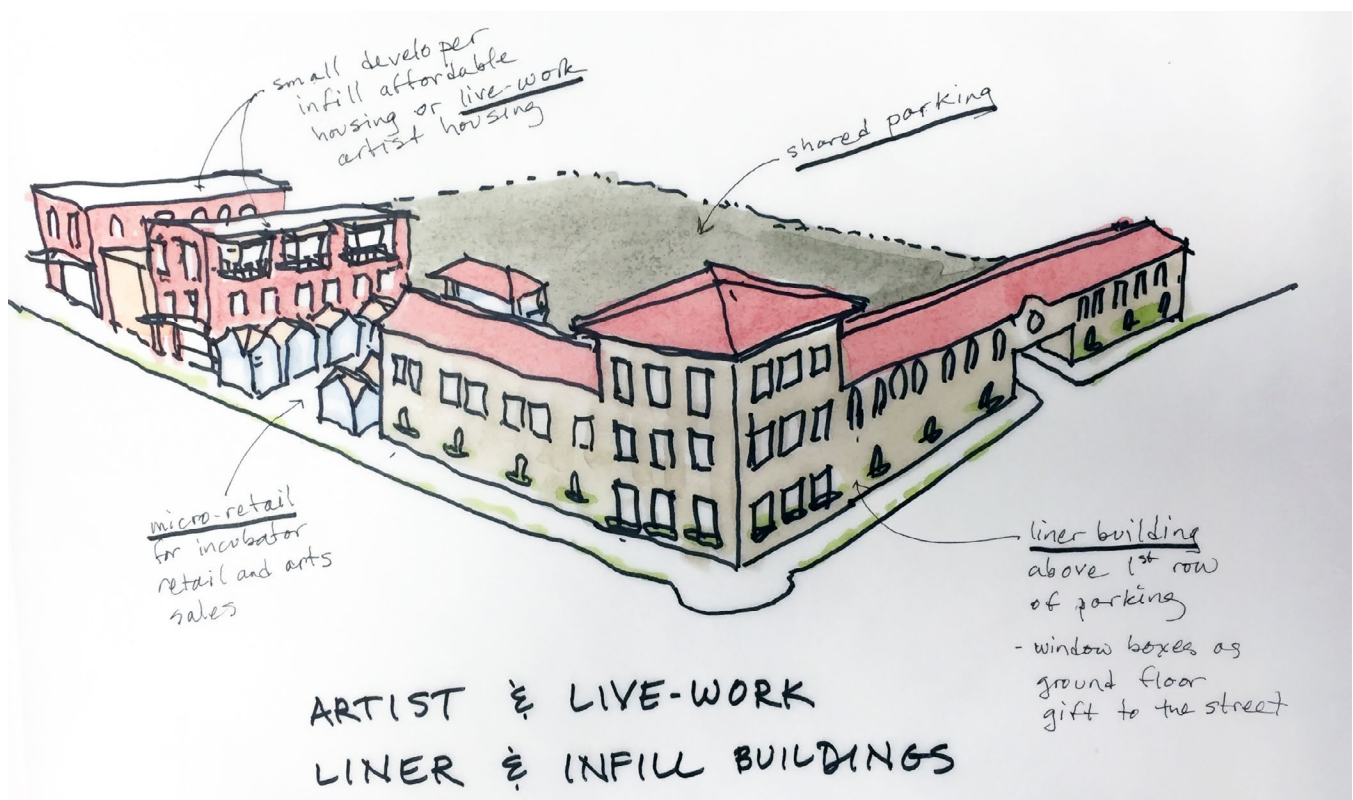 small developer
infill affordable
housing or live-work
artist housing
shared parking
micro-retail
for incubator
retail and arts
sales
liner building
above 1st row
of parking
- window boxes as
ground floor
gift to the street
ARTIST & LIVE-WORK
LINER & INFILL BUILDINGS